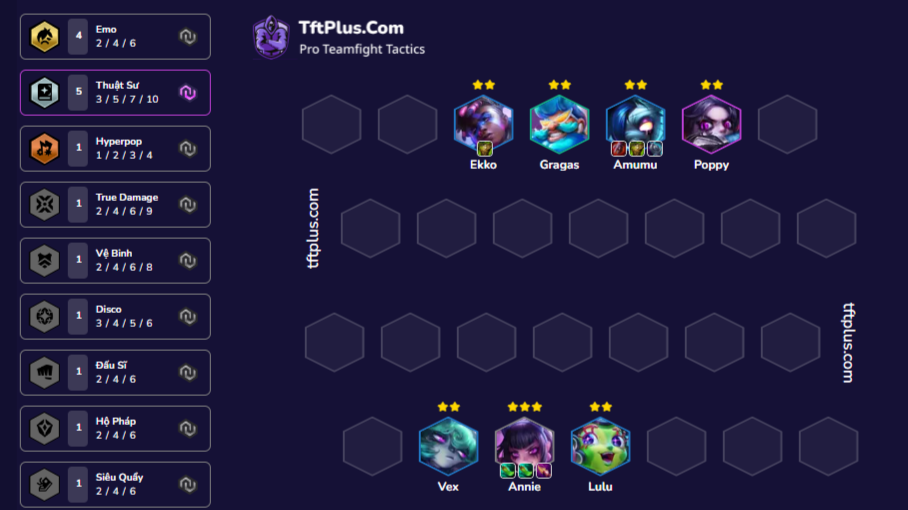 Emo
4
2 / 4 / 6
Thuật Sư
5
3 / 5 / 7 / 10
Hyperpop
1
1 / 2 / 3 / 4
True Damage
1
2 / 4 / 6 / 9
Vệ Binh
1
2 / 4 / 6 / 8
Disco
1
3 / 4 / 5 / 6
Đấu Sĩ
1
2 / 4 / 6
Hộ Pháp
1
2 / 4 / 6
Siêu Quẩy
1
2 / 4 / 6
TftPlus.Com
Pro Teamfight Tactics
Ekko
Gragas
Amumu
Poppy
tftplus.com
tftplus.com
Vex
Annie
Lulu